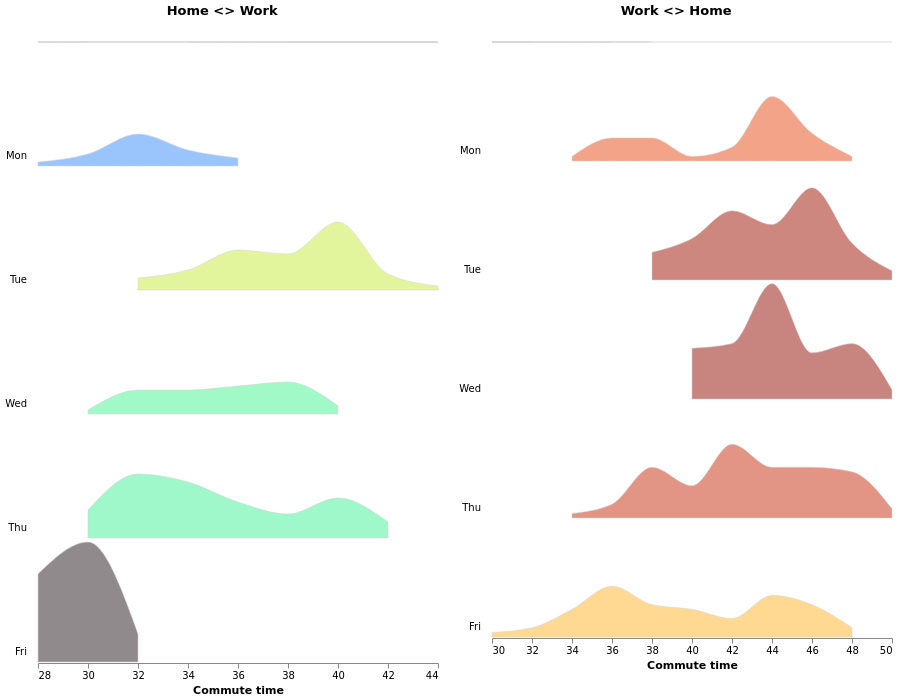 Home <> Work
Mon
Tue
Wed
Thu
Fri
28 30 32 34 36 38 40 42 44
Commute time
Work <> Home
Mon
Tue
Wed
Thu
Fri
30 32 34 36 38 40 42 44 46 48 50
Commute time